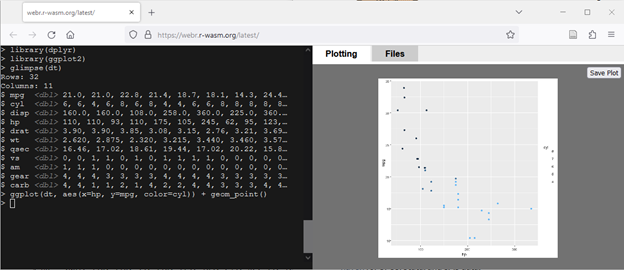 webr.r-wasm.org/latest/
https://webr.r-wasm.org/latest/
> library(dplyr)
> library(ggplot2)
> glimpse(dt)
Rows: 32
Columns: 11
$ mpg <dbl> 21.0, 21.0, 22.8, 21.4, 18.7, 18.1, 14.3, 24.4…
$ cyl <dbl> 6, 6, 4, 6, 8, 6, 8, 4, 4, 6, 6, 8, 8, 8, 8, 8…
$ disp <dbl> 160.0, 160.0, 108.0, 258.0, 360.0, 225.0, 360.…
$ hp <dbl> 110, 110, 93, 110, 175, 105, 245, 62, 95, 123,…
$ drat <dbl> 3.90, 3.90, 3.85, 3.08, 3.15, 2.76, 3.21, 3.69…
$ wt <dbl> 2.620, 2.875, 2.320, 3.215, 3.440, 3.460, 3.57…
$ qsec <dbl> 16.46, 17.02, 18.61, 19.44, 17.02, 20.22, 15.8…
$ vs <dbl> 0, 0, 1, 1, 0, 1, 0, 1, 1, 1, 1, 0, 0, 0, 0, 0…
$ am <dbl> 1, 1, 1, 0, 0, 0, 0, 0, 0, 0, 0, 0, 0, 0, 0, 0…
$ gear <dbl> 4, 4, 4, 3, 3, 3, 3, 4, 4, 4, 4, 3, 3, 3, 3, 3…
$ carb <dbl> 4, 4, 1, 1, 2, 1, 4, 2, 2, 4, 4, 3, 3, 3, 4, 4…
> ggplot(dt, aes(x=hp, y=mpg, color=cyl)) + geom_point()
>
Plotting
Files
Save Plot
mpg
hp
cyl